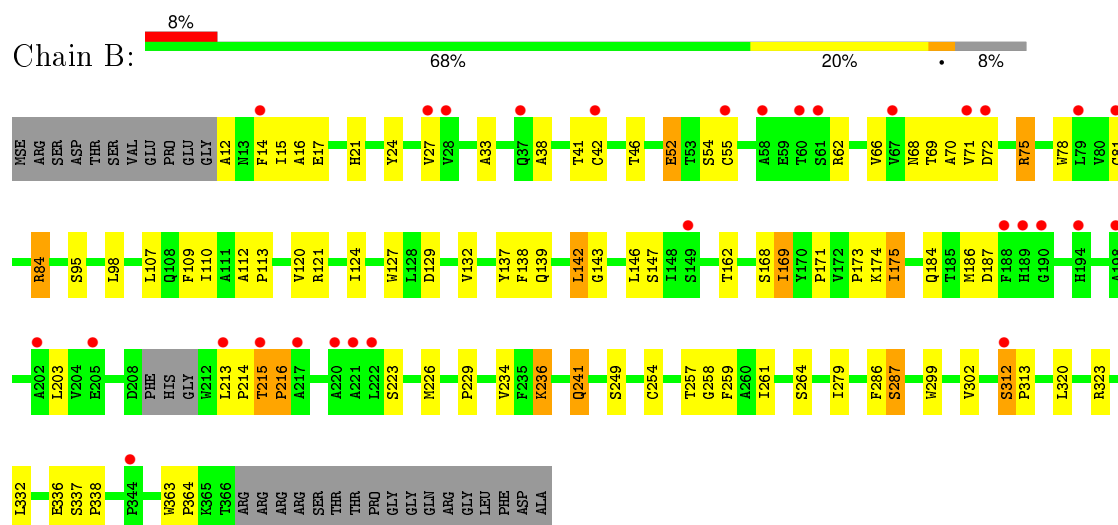 8%
Chain B:
68% 20% • 8%
MSE ARG SER ASP THR SER VAL GLU PRO GLU GLY A12 N13 F14 I15 A16 E17 H21 Y24 V27 V28 A33 Q37 A38 T41 C42 T46 E52 T53 S54 C55 A58 E59 T60 S61 R62 V66 V67 N68 T69 A70 V71 D72 R75 W78 L79 V80
R84 S95 L98 L107 Q108 F109 I110 A111 A112 P113 V120 R121 I124 W127 L128 D129 V132 Y137 F138 Q139 L142 G143 L146 S147 I148 S149 T162 S168 I169 Y170 P171 V172 P173 K174 I175 Q184 T185 M186 D187 F188 H189 G190 H194
A202 L203 V204 E205 D208 PHE HIS GLY W212 L213 P214 T215 P216 A217 A220 A221 L222 S223 M226 P229 V234 F235 K236 Q241 S249 C254 T257 G258 F259 A260 I261 S264 I279 F286 S287 W299 V302 S312 P313 L320 R323
L332 E336 S337 P338 P344 W363 P364 K365 T366 ARG ARG ARG ARG SER THR THR PRO GLY GLY GLN ARG GLY LEU PHE ASP ALA